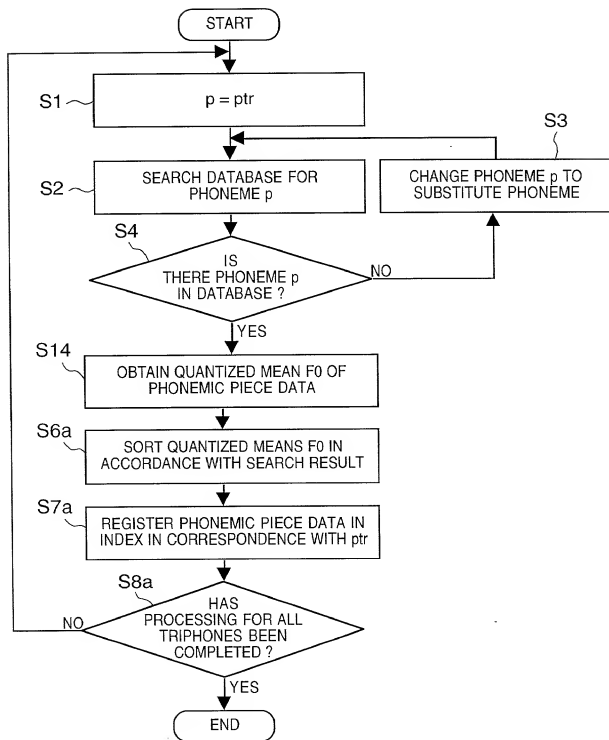 START
S1
p = ptr
S3
S2
SEARCH DATABASE FOR
PHONEME p
CHANGE PHONEME p TO
SUBSTITUTE PHONEME
S4
IS
THERE PHONEME p
IN DATABASE ?
NO
YES
S14
OBTAIN QUANTIZED MEAN F0 OF
PHONEMIC PIECE DATA
S6a
SORT QUANTIZED MEANS F0 IN
ACCORDANCE WITH SEARCH RESULT
S7a
REGISTER PHONEMIC PIECE DATA IN
INDEX IN CORRESPONDENCE WITH ptr
S8a
HAS
PROCESSING FOR ALL
TRIPHONES BEEN
COMPLETED ?
NO
YES
END